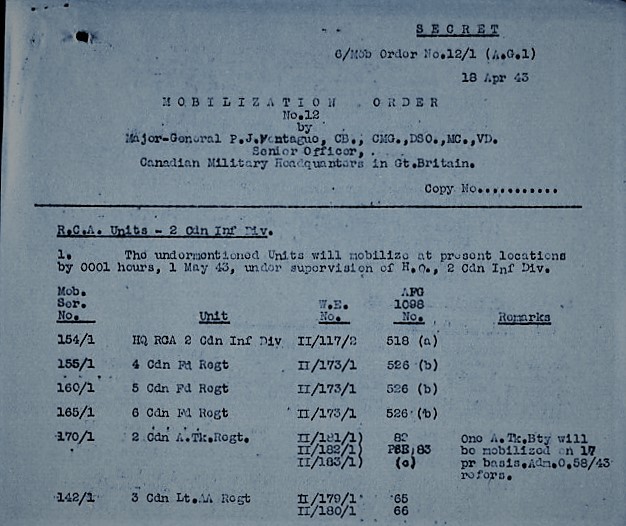 SECRET
6/Mob Order No.12/1 (A.G.1)
18 Apr 43
MOBILIZATION ORDER
No.12
by
Major-General P.J.Montague, CB., CMG.,DSO.,MC.,VD.
Senior Officer,
Canadian Military Headquarters in Gt.Britain.
Copy No...........
R.C.A. Units - 2 Cdn Inf Div.
1. The undermentioned Units will mobilize at present locations
by 0001 hours, 1 May 43, under supervision of H.Q., 2 Cdn Inf Div.
Mob. AFG
Ser. W.E. 1098
No. Unit No. No. Remarks
154/1 HQ RCA 2 Cdn Inf Div II/117/2 518 (a)
155/1 4 Cdn Fd Regt II/173/1 526 (b)
160/1 5 Cdn Fd Regt II/173/1 526 (b)
165/1 6 Cdn Fd Regt II/173/1 526 (b)
170/1 2 Cdn A.Tk.Regt. II/181/1) 82 One A.Tk.Bty will
II/182/1) 83 be mobilized on 17
II/183/1) (c) pr basis.Adm.O.58/43
refers.
142/1 3 Cdn Lt.AA Regt II/179/1 65
II/180/1 66